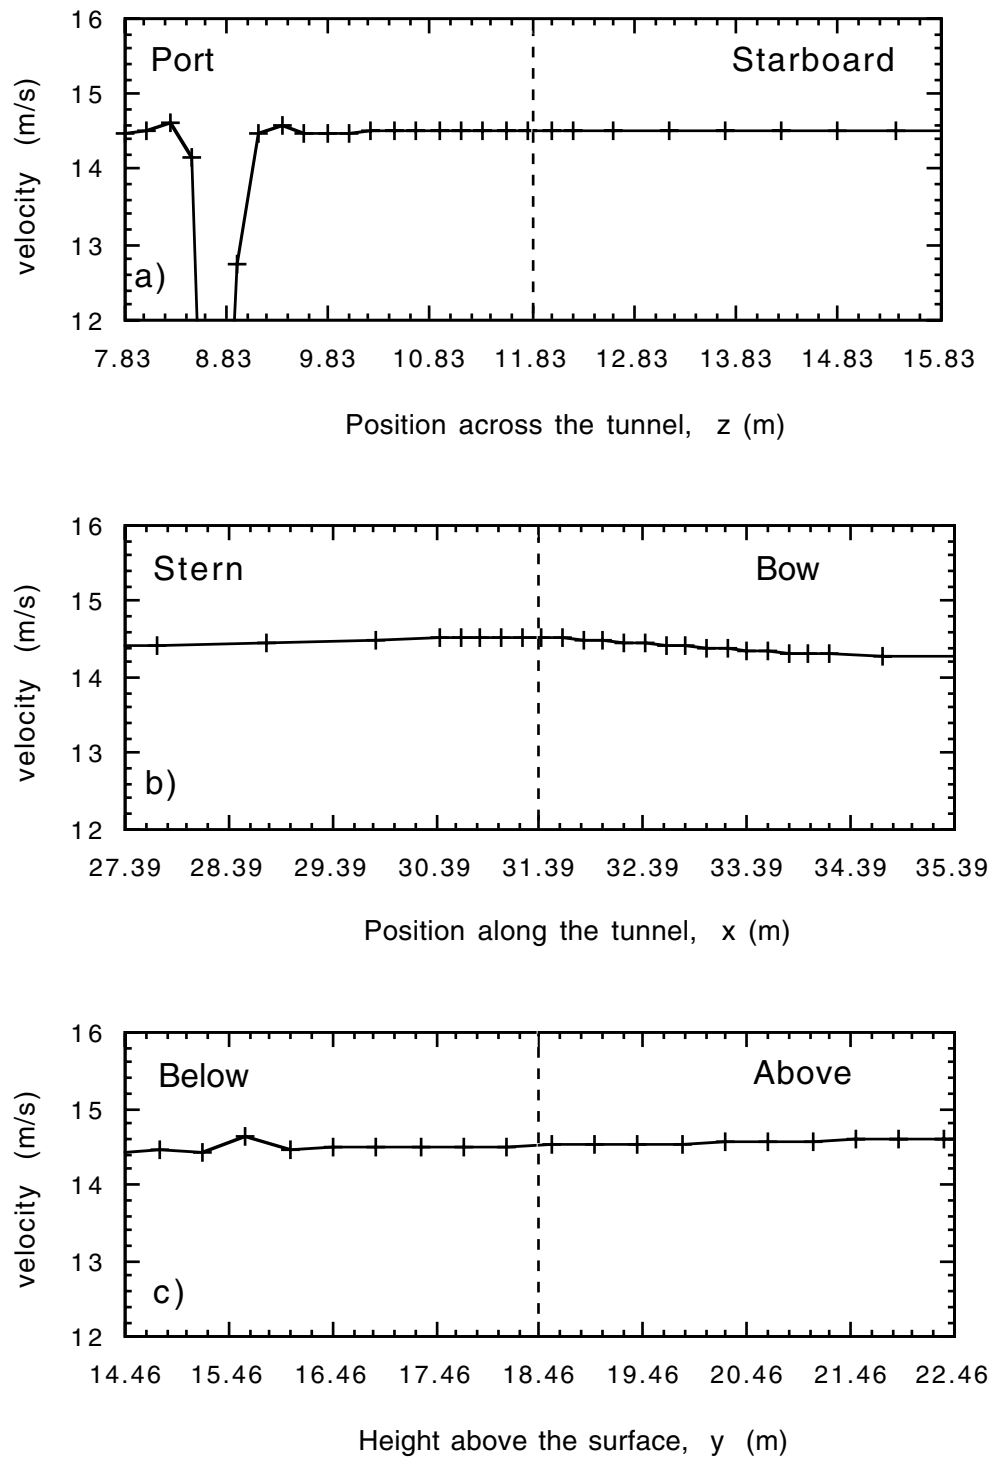 16
Port Starboard
15
velocity (m/s)
14
13
a)
12
7.83 8.83 9.83 10.83 11.83 12.83 13.83 14.83 15.83
Position across the tunnel, z (m)
16
Stern Bow
15
velocity (m/s)
14
13
b)
12
27.39 28.39 29.39 30.39 31.39 32.39 33.39 34.39 35.39
Position along the tunnel, x (m)
16
Below Above
15
velocity (m/s)
14
13
c)
12
14.46 15.46 16.46 17.46 18.46 19.46 20.46 21.46 22.46
Height above the surface, y (m)